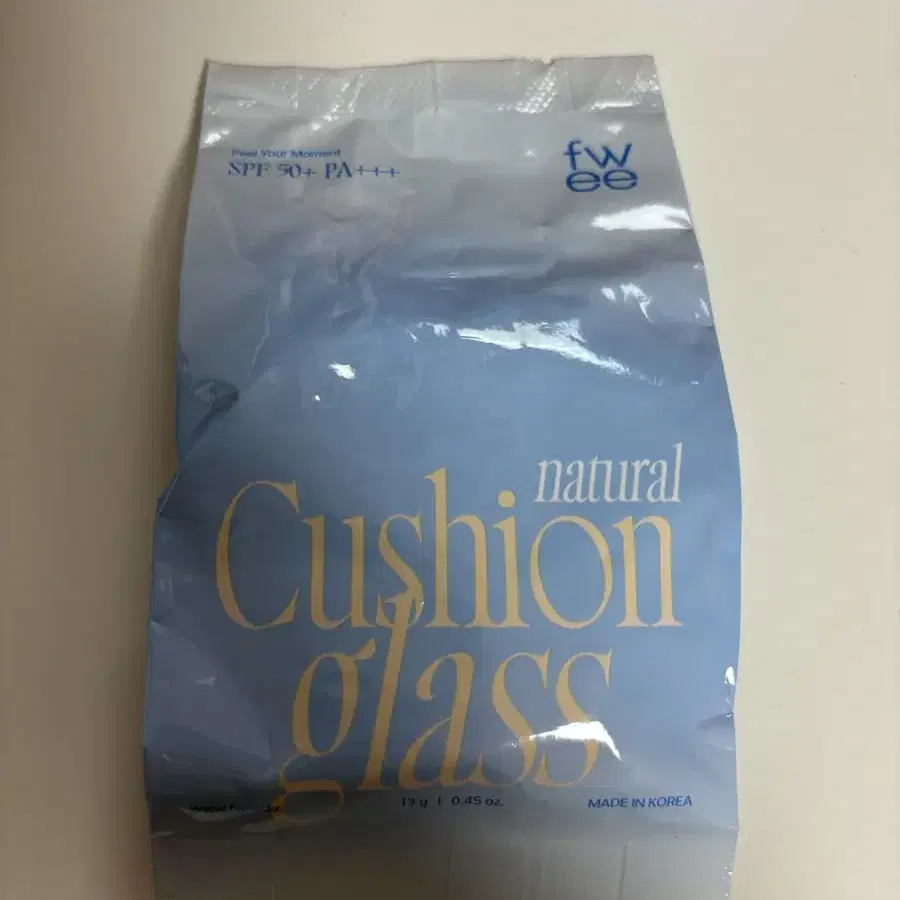 Feel Your Moment
SPF 50+ PA+++
fw
ee
natural
Cushion
glass
13 g | 0.45 oz.
MADE IN KOREA